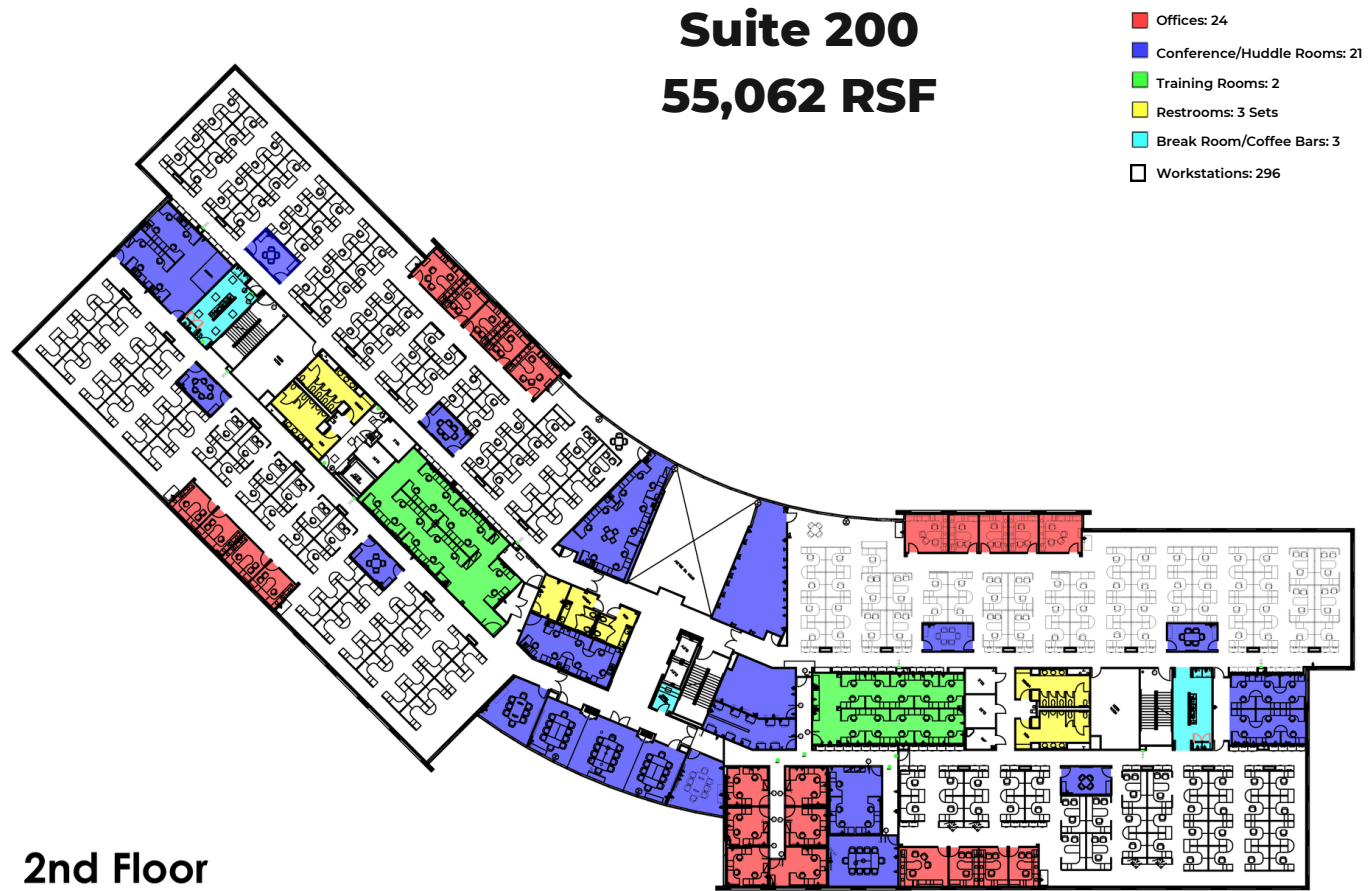 Suite 200
55,062 RSF
Offices: 24
Conference/Huddle Rooms: 21
Training Rooms: 2
Restrooms: 3 Sets
Break Room/Coffee Bars: 3
Workstations: 296
2nd Floor